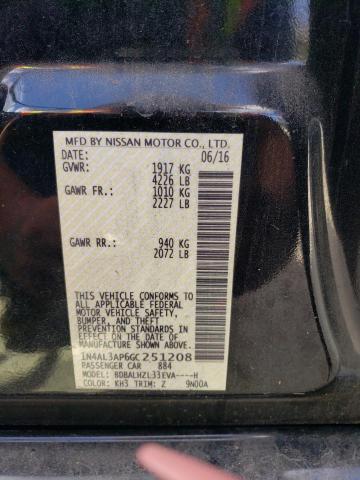 MFD BY NISSAN MOTOR CO., LTD.
DATE: 06/16
GVWR: 1917 KG
4226 LB
GAWR FR: 1010 KG
2227 LB
GAWR RR: 940 KG
2072 LB
THIS VEHICLE CONFORMS TO
ALL APPLICABLE FEDERAL
MOTOR VEHICLE SAFETY,
BUMPER, AND THEFT
PREVENTION STANDARDS IN
EFFECT ON THE DATE OF
MANUFACTURE SHOWN ABOVE.
1N4AL3AP6GC251208
PASSENGER CAR 884
MODEL: BDBALHZL33EVA----H
COLOR: KH3 TRIM: Z 9N00A